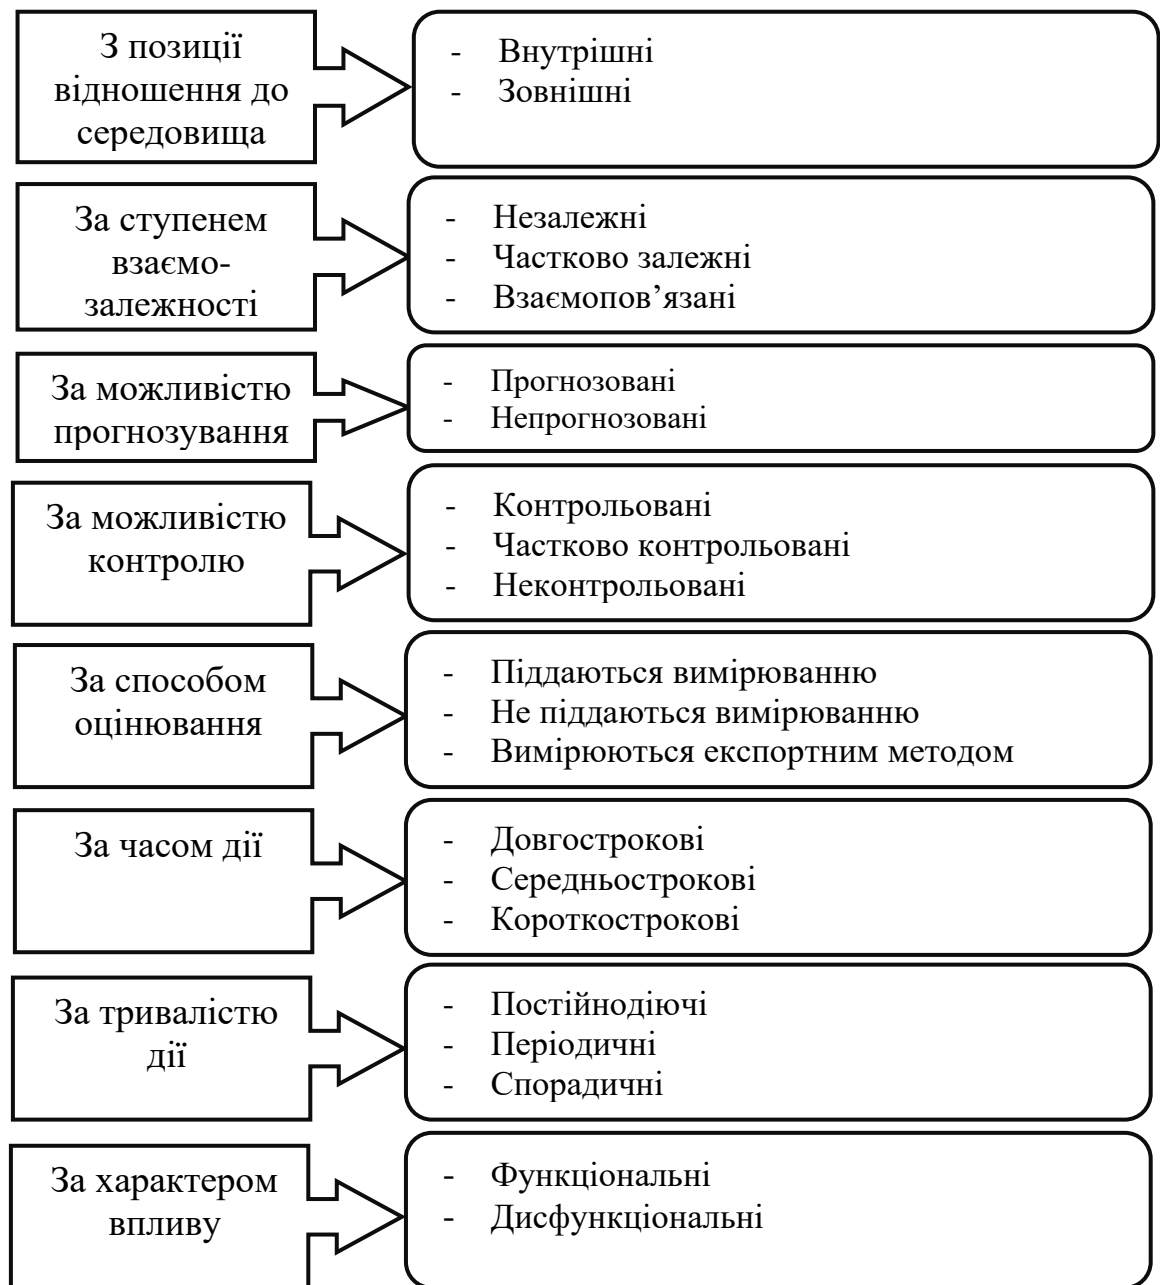 З позиції
відношення до
середовища
- Внутрішні
- Зовнішні
За ступенем
взаємо-
залежності
- Незалежні
- Частково залежні
- Взаємопов’язані
За можливістю
прогнозування
- Прогнозовані
- Непрогнозовані
За можливістю
контролю
- Контрольовані
- Частково контрольовані
- Неконтрольовані
За способом
оцінювання
- Піддаються вимірюванню
- Не піддаються вимірюванню
- Вимірюються експортним методом
За часом дії
- Довгострокові
- Середньострокові
- Короткострокові
За тривалістю
дії
- Постійнодіючі
- Періодичні
- Спорадичні
За характером
впливу
- Функціональні
- Дисфункціональні